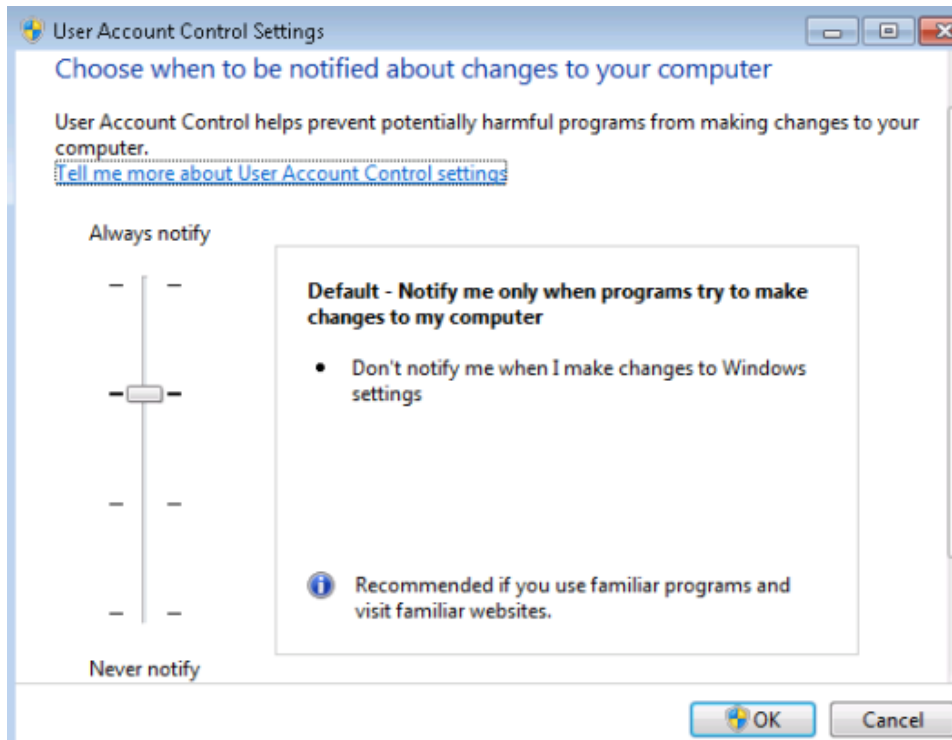 User Account Control Settings
Choose when to be notified about changes to your computer
User Account Control helps prevent potentially harmful programs from making changes to your
computer.
Tell me more about User Account Control settings
Always notify
Default - Notify me only when programs try to make
changes to my computer
• Don't notify me when I make changes to Windows
settings
Recommended if you use familiar programs and
visit familiar websites.
Never notify
OK Cancel